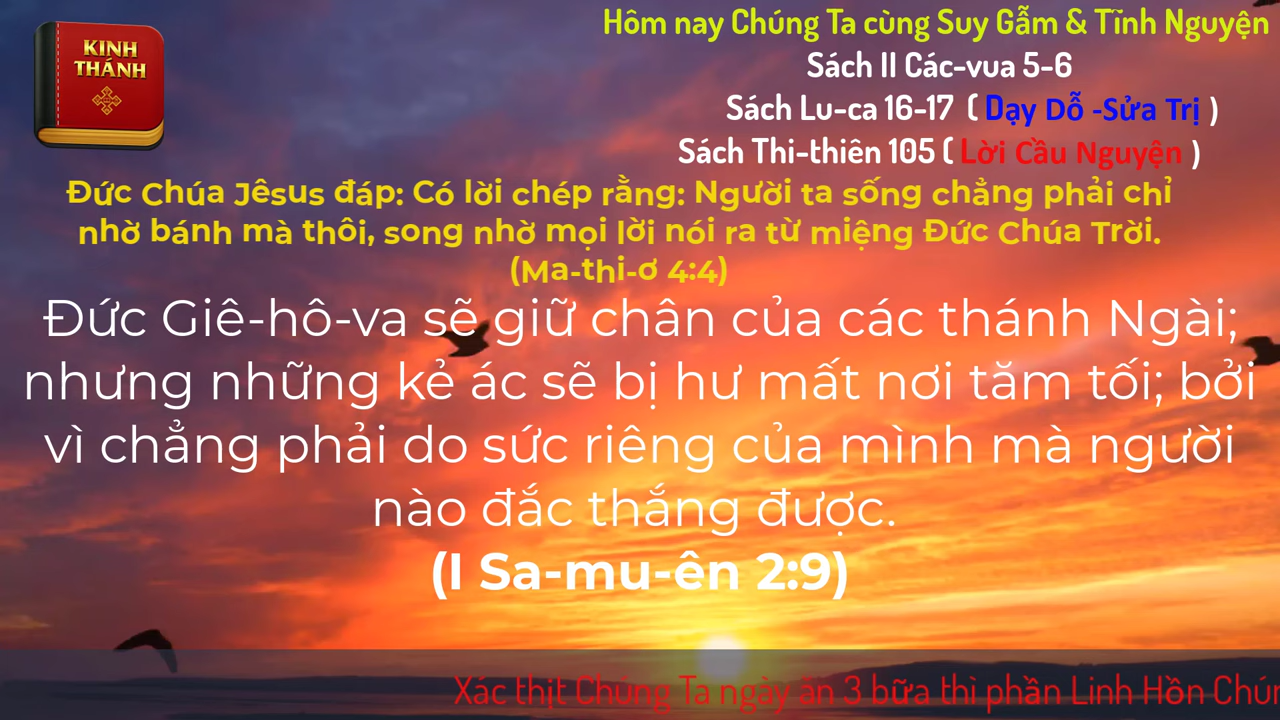 KINH
THÁNH
Hôm nay Chúng Ta cùng Suy Gẫm & Tĩnh Nguyện
Sách II Các-vua 5-6
Sách Lu-ca 16-17 ( Dạy Dỗ -Sửa Trị )
Sách Thi-thiên 105 ( Lời Cầu Nguyện )
Đức Chúa Jêsus đáp: Có lời chép rằng: Người ta sống chẳng phải chỉ
nhờ bánh mà thôi, song nhờ mọi lời nói ra từ miệng Đức Chúa Trời.
(Ma-thi-ơ 4:4)
Đức Giê-hô-va sẽ giữ chân của các thánh Ngài;
nhưng những kẻ ác sẽ bị hư mất nơi tăm tối; bởi
vì chẳng phải do sức riêng của mình mà người
nào đắc thắng được.
(I Sa-mu-ên 2:9)
Xác thịt Chúng Ta ngày ăn 3 bữa thì phần Linh Hồn